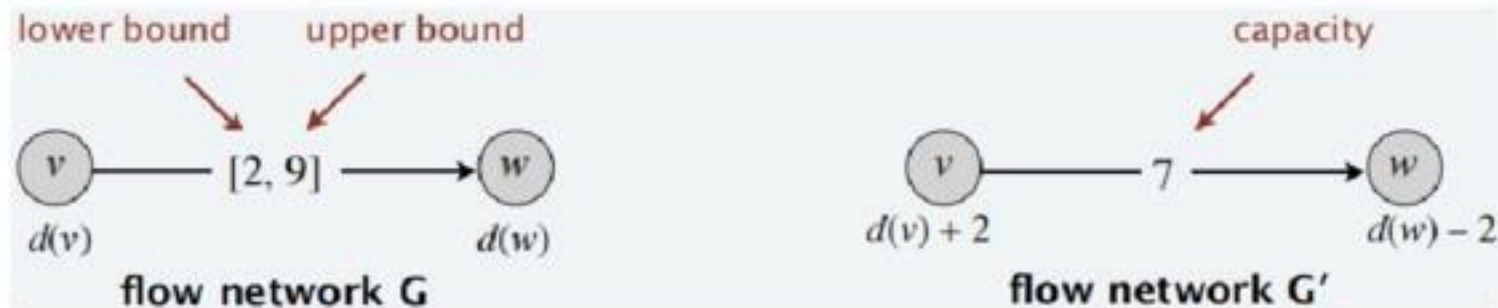 lower bound upper bound capacity
v [2, 9] w v 7 w
d(v) d(w) d(v) + 2 d(w) − 2
flow network G flow network G′